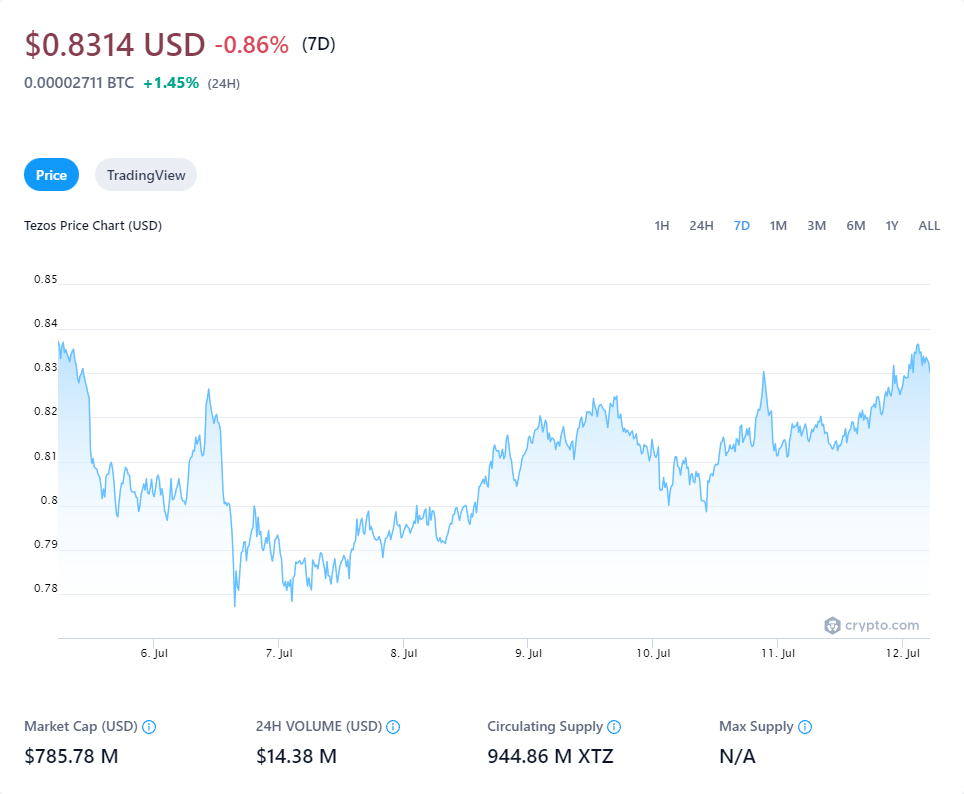 $0.8314 USD -0.86% (7D)
0.00002711 BTC +1.45% (24H)
Price TradingView
Tezos Price Chart (USD) 1H 24H 7D 1M 3M 6M 1Y ALL
0.85
0.84
0.83
0.82
0.81
0.8
0.79
0.78
crypto.com
6. Jul 7. Jul 8. Jul 9. Jul 10. Jul 11. Jul 12. Jul
Market Cap (USD) 24H VOLUME (USD) Circulating Supply Max Supply
$785.78 M $14.38 M 944.86 M XTZ N/A